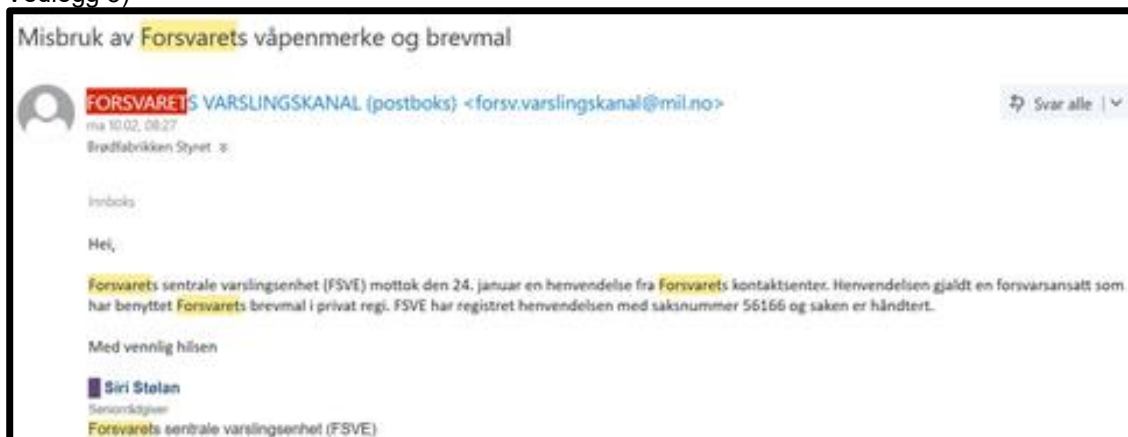 Vedlegg 3)
Misbruk av Forsvarets våpenmerke og brevmal
FORSVARETS VARSLINGSKANAL (postboks) <forsv.varslingskanal@mil.no>
Svar alle |
ma 10.02, 08:27
Brødfabrikken Styret
Innboks
Hei,
Forsvarets sentrale varslingsenhet (FSVE) mottok den 24. januar en henvendelse fra Forsvarets kontaktsenter. Henvendelsen gjaldt en forsvarsansatt som
har benyttet Forsvarets brevmal i privat regi. FSVE har registret henvendelsen med saksnummer 56166 og saken er håndtert.
Med vennlig hilsen
Siri Stølan
Seniorrådgiver
Forsvarets sentrale varslingsenhet (FSVE)